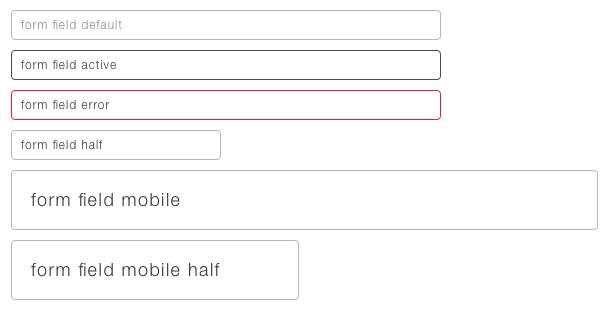 form field default
form field active
form field error
form field half
form field mobile
form field mobile half